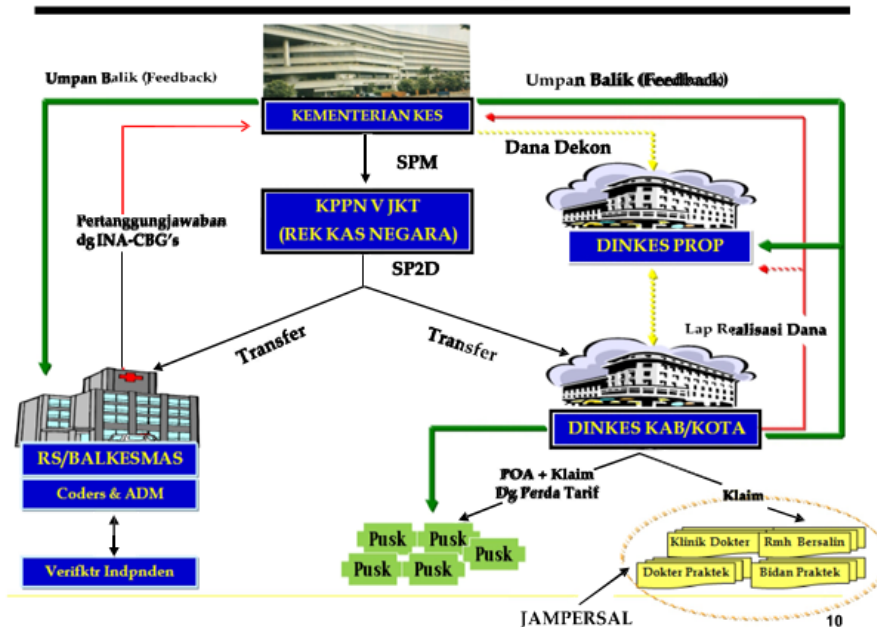 Umpan Balik (Feedback)
Umpan Balik (Feedback)
KEMENTERIAN KES
Dana Dekon
SPM
KPPN V JKT
(REK KAS NEGARA)
Pertanggungjawaban
dg INA-CBG's
DINKES PROP
SP2D
Transfer
Transfer
Lap Realisasi Dana
DINKES KAB/KOTA
RS/BALKESMAS
Coders & ADM
Verifktr Indpnden
POA + Klaim
Dg Perda Tarif
Klaim
Pusk
Pusk
Pusk
Pusk
Pusk
Klinik Dokter
Rmh Bersalin
Dokter Praktek
Bidan Praktek
JAMPERSAL
10